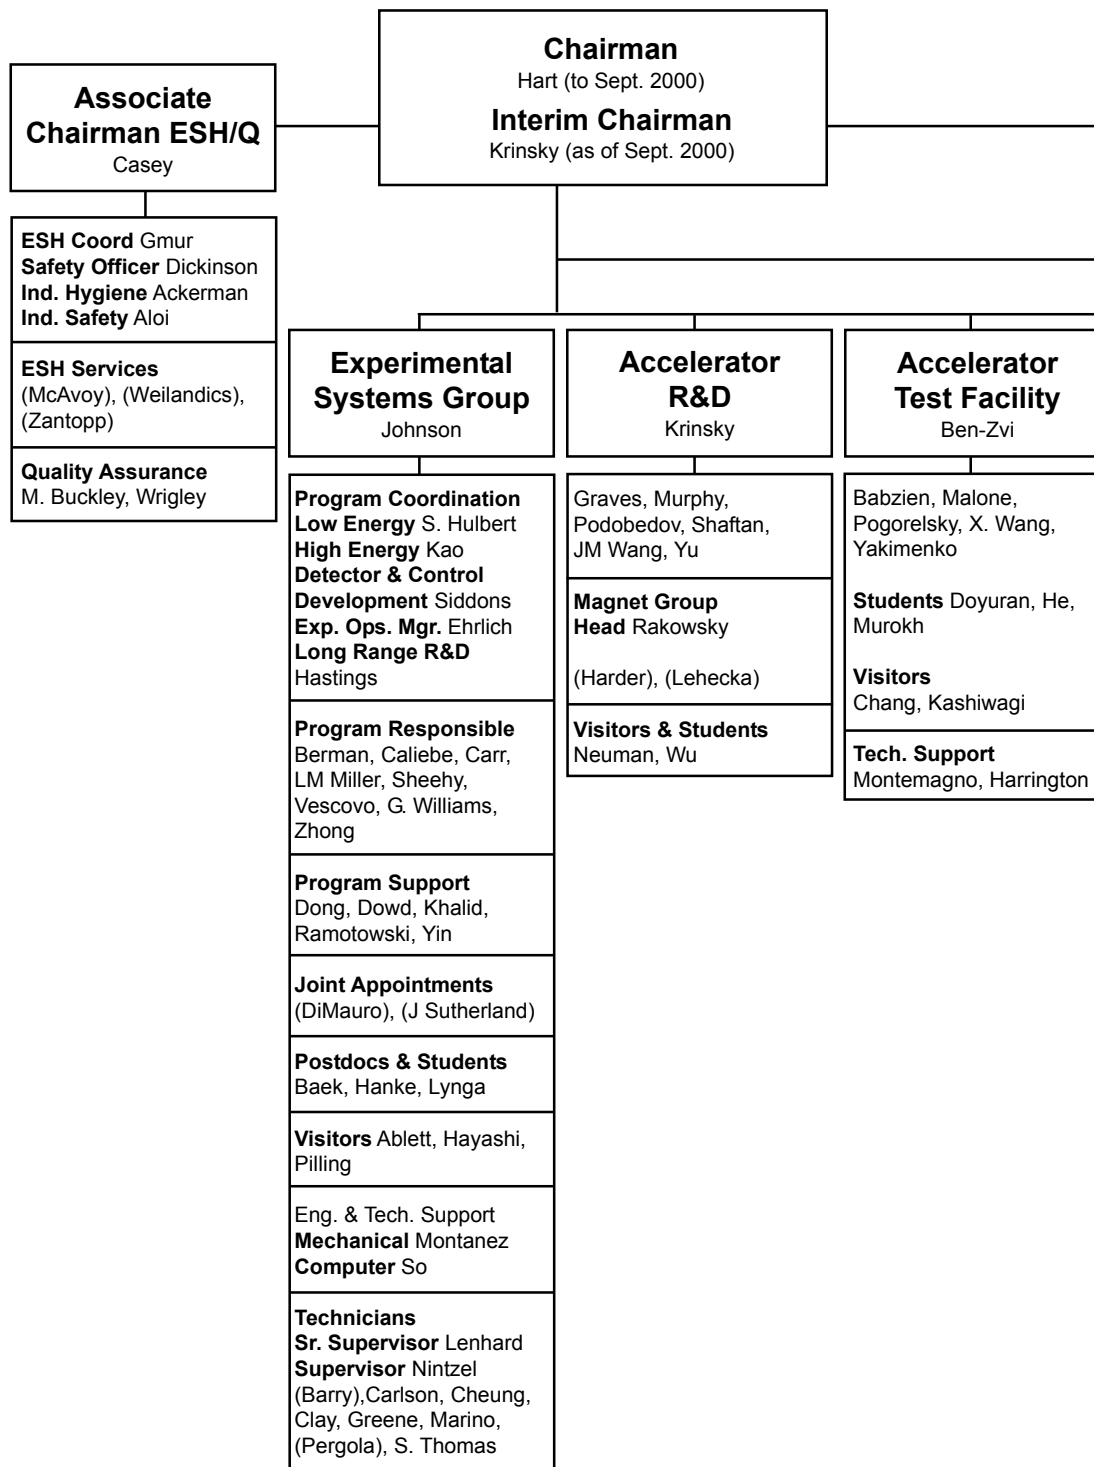 Chairman
Hart (to Sept. 2000)
Interim Chairman
Krinsky (as of Sept. 2000)
Associate
Chairman ESH/Q
Casey
ESH Coord Gmur
Safety Officer Dickinson
Ind. Hygiene Ackerman
Ind. Safety Aloi
ESH Services
(McAvoy), (Weilandics),
(Zantopp)
Quality Assurance
M. Buckley, Wrigley
Experimental
Systems Group
Johnson
Program Coordination
Low Energy S. Hulbert
High Energy Kao
Detector & Control
Development Siddons
Exp. Ops. Mgr. Ehrlich
Long Range R&D
Hastings
Program Responsible
Berman, Caliebe, Carr,
LM Miller, Sheehy,
Vescovo, G. Williams,
Zhong
Program Support
Dong, Dowd, Khalid,
Ramotowski, Yin
Joint Appointments
(DiMauro), (J Sutherland)
Postdocs & Students
Baek, Hanke, Lynga
Visitors Ablett, Hayashi,
Pilling
Eng. & Tech. Support
Mechanical Montanez
Computer So
Technicians
Sr. Supervisor Lenhard
Supervisor Nintzel
(Barry),Carlson, Cheung,
Clay, Greene, Marino,
(Pergola), S. Thomas
Accelerator
R&D
Krinsky
Graves, Murphy,
Podobedov, Shaftan,
JM Wang, Yu
Magnet Group
Head Rakowsky
(Harder), (Lehecka)
Visitors & Students
Neuman, Wu
Accelerator
Test Facility
Ben-Zvi
Babzien, Malone,
Pogorelsky, X. Wang,
Yakimenko
Students Doyuran, He,
Murokh
Visitors
Chang, Kashiwagi
Tech. Support
Montemagno, Harrington